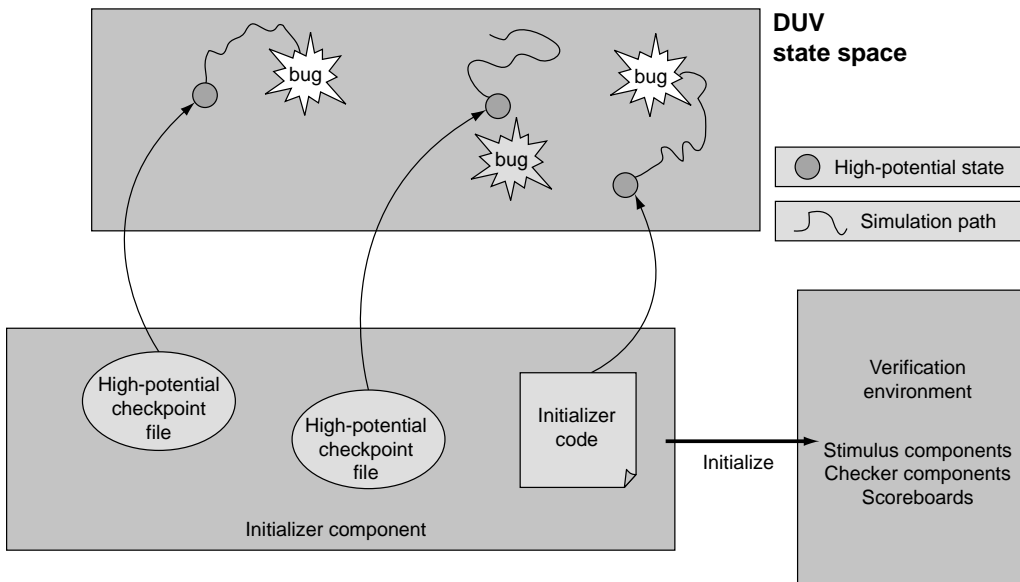 DUV
state space
bug
bug
bug
High-potential state
Simulation path
High-potential
checkpoint
file
High-potential
checkpoint
file
Initializer
code
Initialize
Initializer component
Verification
environment
Stimulus components
Checker components
Scoreboards